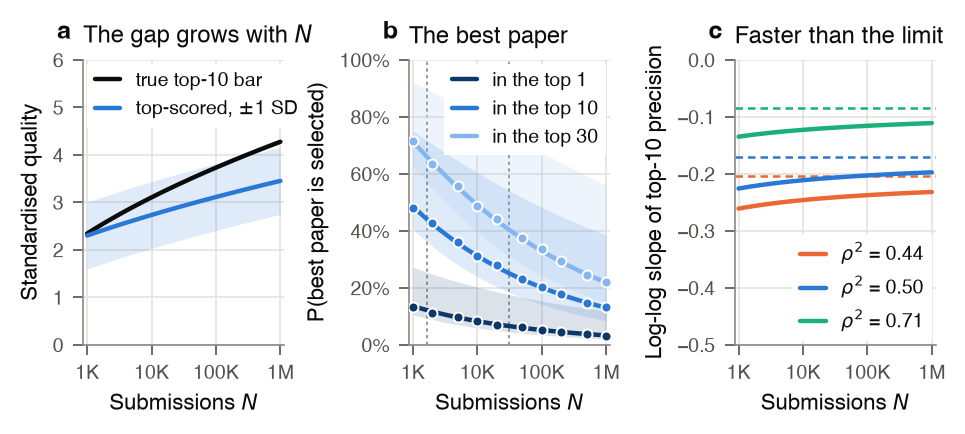 a The gap grows with N
Standardised quality
6
5
4
3
2
1
0
true top-10 bar
top-scored, ±1 SD
1K 10K 100K 1M
Submissions N
b The best paper
P(best paper is selected)
100%
80%
60%
40%
20%
0%
in the top 1
in the top 10
in the top 30
1K 10K 100K 1M
Submissions N
c Faster than the limit
Log-log slope of top-10 precision
0.0
−0.1
−0.2
−0.3
−0.4
−0.5
ρ² = 0.44
ρ² = 0.50
ρ² = 0.71
1K 10K 100K 1M
Submissions N